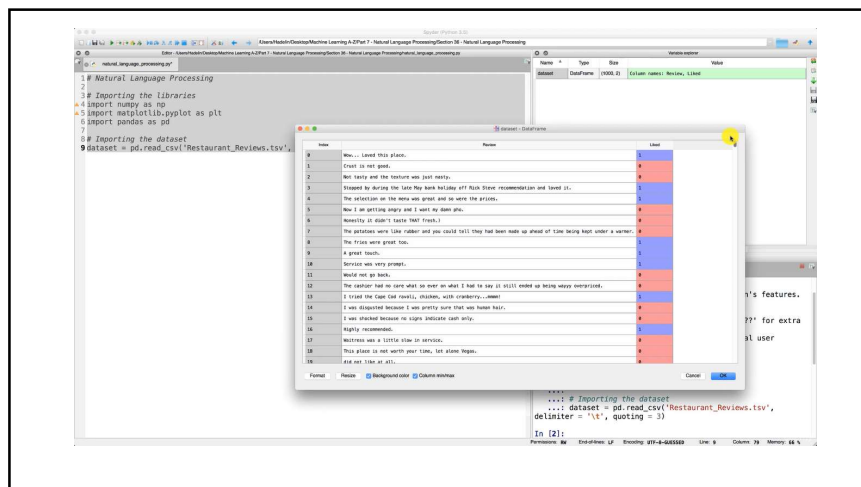 Spyder (Python 3.5)
/Users/Hadelin/Desktop/Machine Learning A-Z/Part 7 - Natural Language Processing/Section 36 - Natural Language Processing
Editor - /Users/Hadelin/Desktop/Machine Learning A-Z/Part 7 - Natural Language Processing/Section 36 - Natural Language Processing/natural_language_processing.py
Variable explorer
natural_language_processing.py*
Name Type Size Value
dataset DataFrame (1000, 2) Column names: Review, Liked
1 # Natural Language Processing
2
3 # Importing the libraries
4 import numpy as np
5 import matplotlib.pyplot as plt
6 import pandas as pd
7
8 # Importing the dataset
9 dataset = pd.read_csv('Restaurant_Reviews.tsv',
dataset - DataFrame
Index Review Liked
0 Wow... Loved this place. 1
1 Crust is not good. 0
2 Not tasty and the texture was just nasty. 0
3 Stopped by during the late May bank holiday off Rick Steve recommendation and loved it. 1
4 The selection on the menu was great and so were the prices. 1
5 Now I am getting angry and I want my damn pho. 0
6 Honeslty it didn't taste THAT fresh.) 0
7 The potatoes were like rubber and you could tell they had been made up ahead of time being kept under a warmer. 0
8 The fries were great too. 1
9 A great touch. 1
10 Service was very prompt. 1
11 Would not go back. 0
12 The cashier had no care what so ever on what I had to say it still ended up being wayyy overpriced. 0
13 I tried the Cape Cod ravoli, chicken, with cranberry...mmmm! 1
14 I was disgusted because I was pretty sure that was human hair. 0
15 I was shocked because no signs indicate cash only. 0
16 Highly recommended. 1
17 Waitress was a little slow in service. 0
18 This place is not worth your time, let alone Vegas. 0
19 did not like at all. 0
Format Resize Background color Column min/max Cancel OK
n's features.
??' for extra
al user
...: # Importing the dataset
...: dataset = pd.read_csv('Restaurant_Reviews.tsv',
delimiter = '\t', quoting = 3)
In [2]:
Permissions: RW End-of-lines: LF Encoding: UTF-8-GUESSED Line: 9 Column: 79 Memory: 66 %